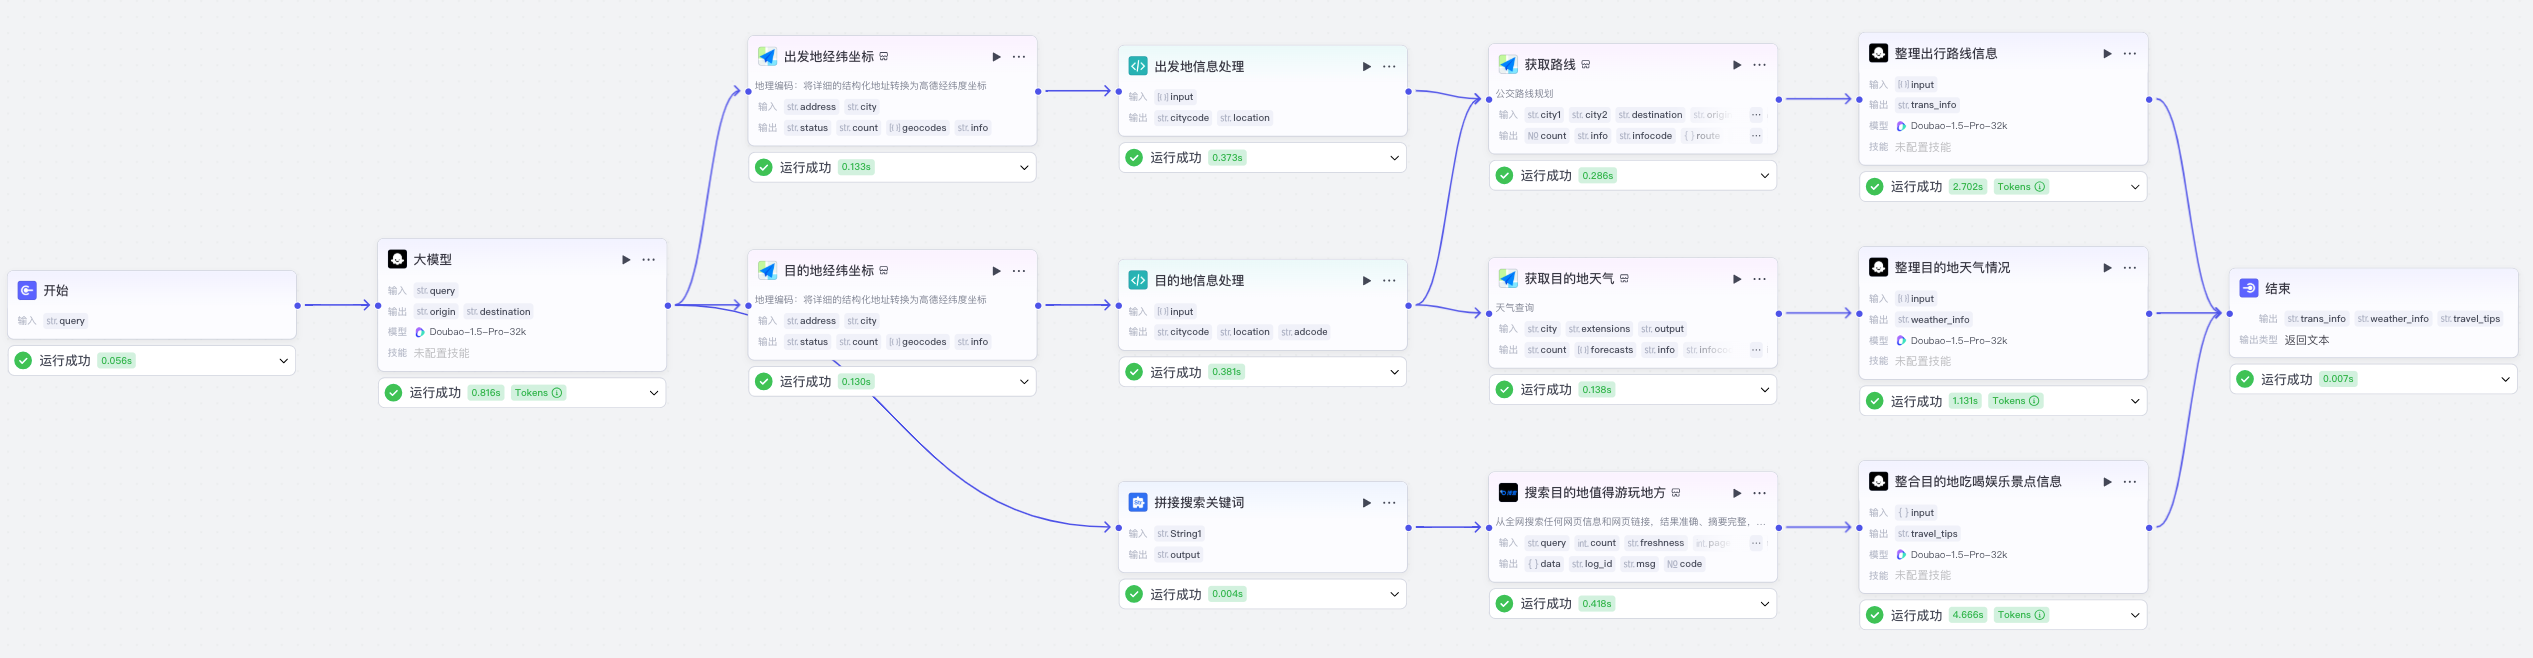 开始
输入 str. query
运行成功 0.056s
大模型
输入 str. query
输出 str. origin str. destination
模型 Doubao-1.5-Pro-32k
技能 未配置技能
运行成功 0.816s Tokens
出发地经纬坐标
地理编码：将详细的结构化地址转换为高德经纬度坐标
输入 str. address str. city
输出 str. status str. count [()] geocodes str. info
运行成功 0.133s
目的地经纬坐标
地理编码：将详细的结构化地址转换为高德经纬度坐标
输入 str. address str. city
输出 str. status str. count [()] geocodes str. info
运行成功 0.130s
出发地信息处理
输入 [()] input
输出 str. citycode str. location
运行成功 0.373s
目的地信息处理
输入 [()] input
输出 str. citycode str. location str. adcode
运行成功 0.381s
拼接搜索关键词
输入 str. String1
输出 str. output
运行成功 0.004s
获取路线
公交路线规划
输入 str. city1 str. city2 str. destination str. origi ...
输出 NO count str. info str. infocode { } route ...
运行成功 0.286s
获取目的地天气
天气查询
输入 str. city str. extensions str. output
输出 str. count [()] forecasts str. info str. infoco ...
运行成功 0.138s
搜索目的地值得游玩地方
从全网搜索任何网页信息和网页链接，结果准确、摘要完整，...
输入 str. query int. count str. freshness int. page ...
输出 { } data str. log_id str. msg NO code
运行成功 0.418s
整理出行路线信息
输入 [()] input
输出 str. trans_info
模型 Doubao-1.5-Pro-32k
技能 未配置技能
运行成功 2.702s Tokens
整理目的地天气情况
输入 [()] input
输出 str. weather_info
模型 Doubao-1.5-Pro-32k
技能 未配置技能
运行成功 1.131s Tokens
整合目的地吃喝娱乐景点信息
输入 { } input
输出 str. travel_tips
模型 Doubao-1.5-Pro-32k
技能 未配置技能
运行成功 4.666s Tokens
结束
输出 str. trans_info str. weather_info str. travel_tips
输出类型 返回文本
运行成功 0.007s